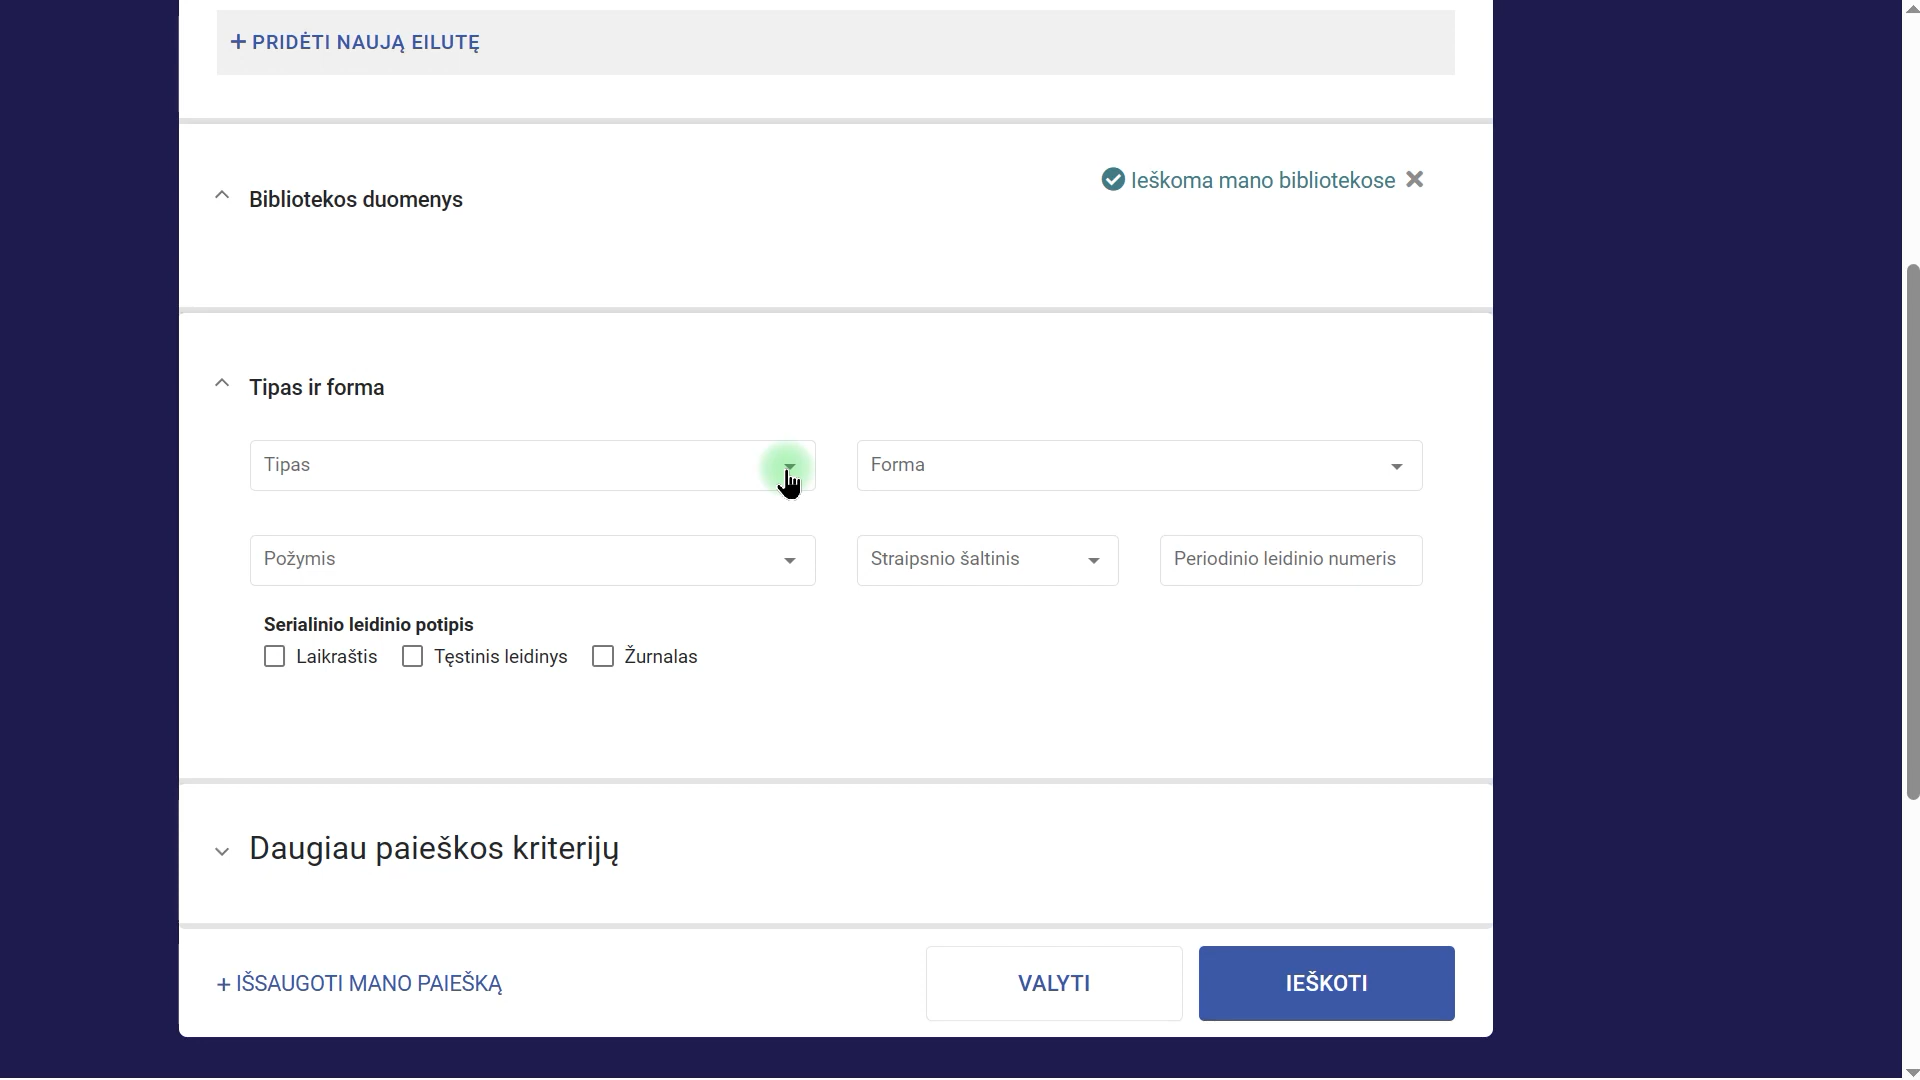 + PRIDĖTI NAUJĄ EILUTĘ
Ieškoma mano bibliotekose
Bibliotekos duomenys
Tipas ir forma
Tipas
Forma
Požymis
Straipsnio šaltinis
Periodinio leidinio numeris
Serialinio leidinio potipis
Laikraštis
Tęstinis leidinys
Žurnalas
Daugiau paieškos kriterijų
+ IŠSAUGOTI MANO PAIEŠKĄ
VALYTI
IEŠKOTI